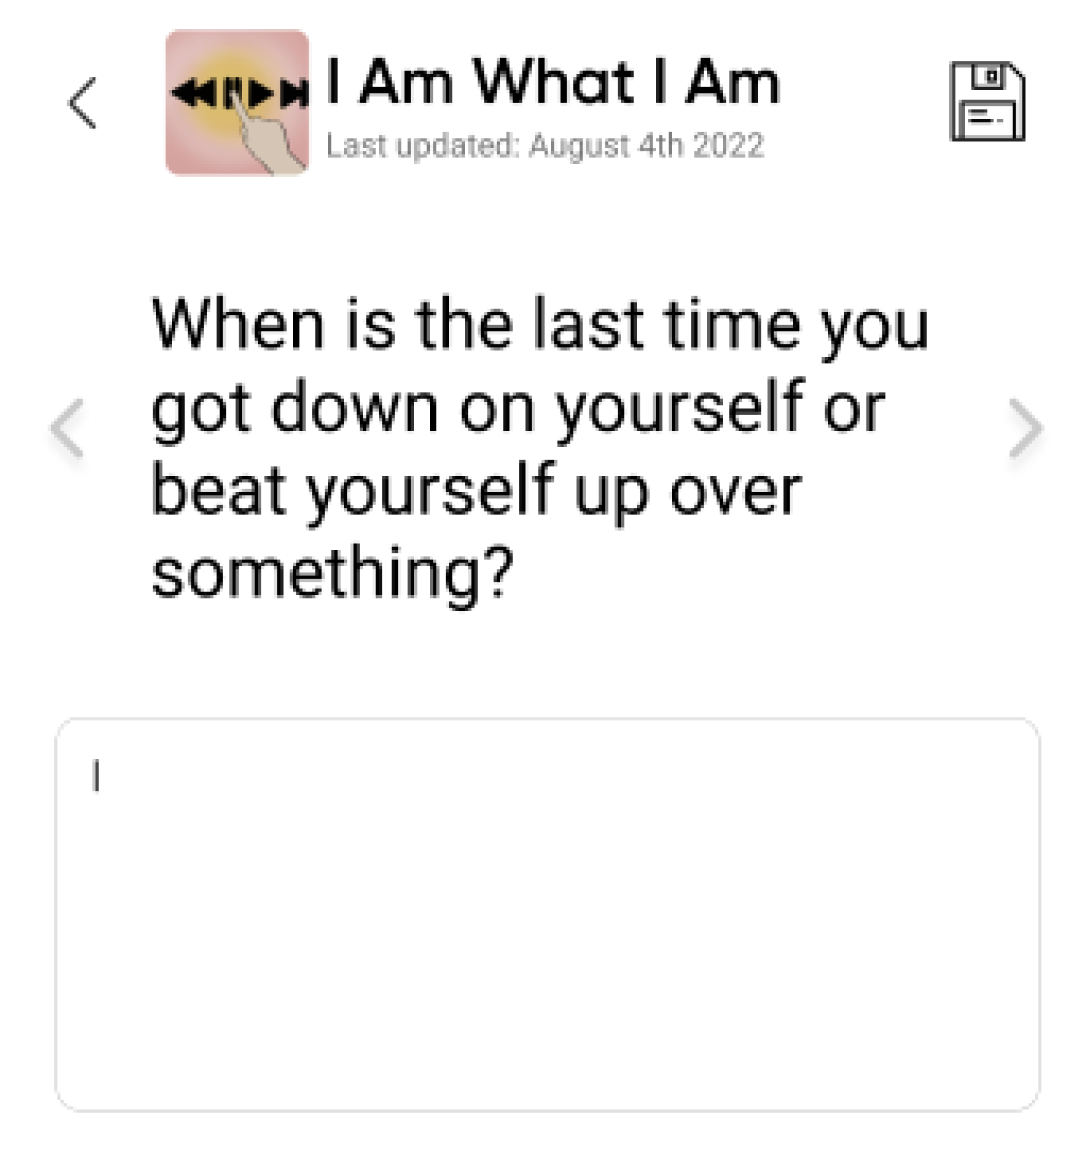 I Am What I Am
Last updated: August 4th 2022
When is the last time you
got down on yourself or
beat yourself up over
something?